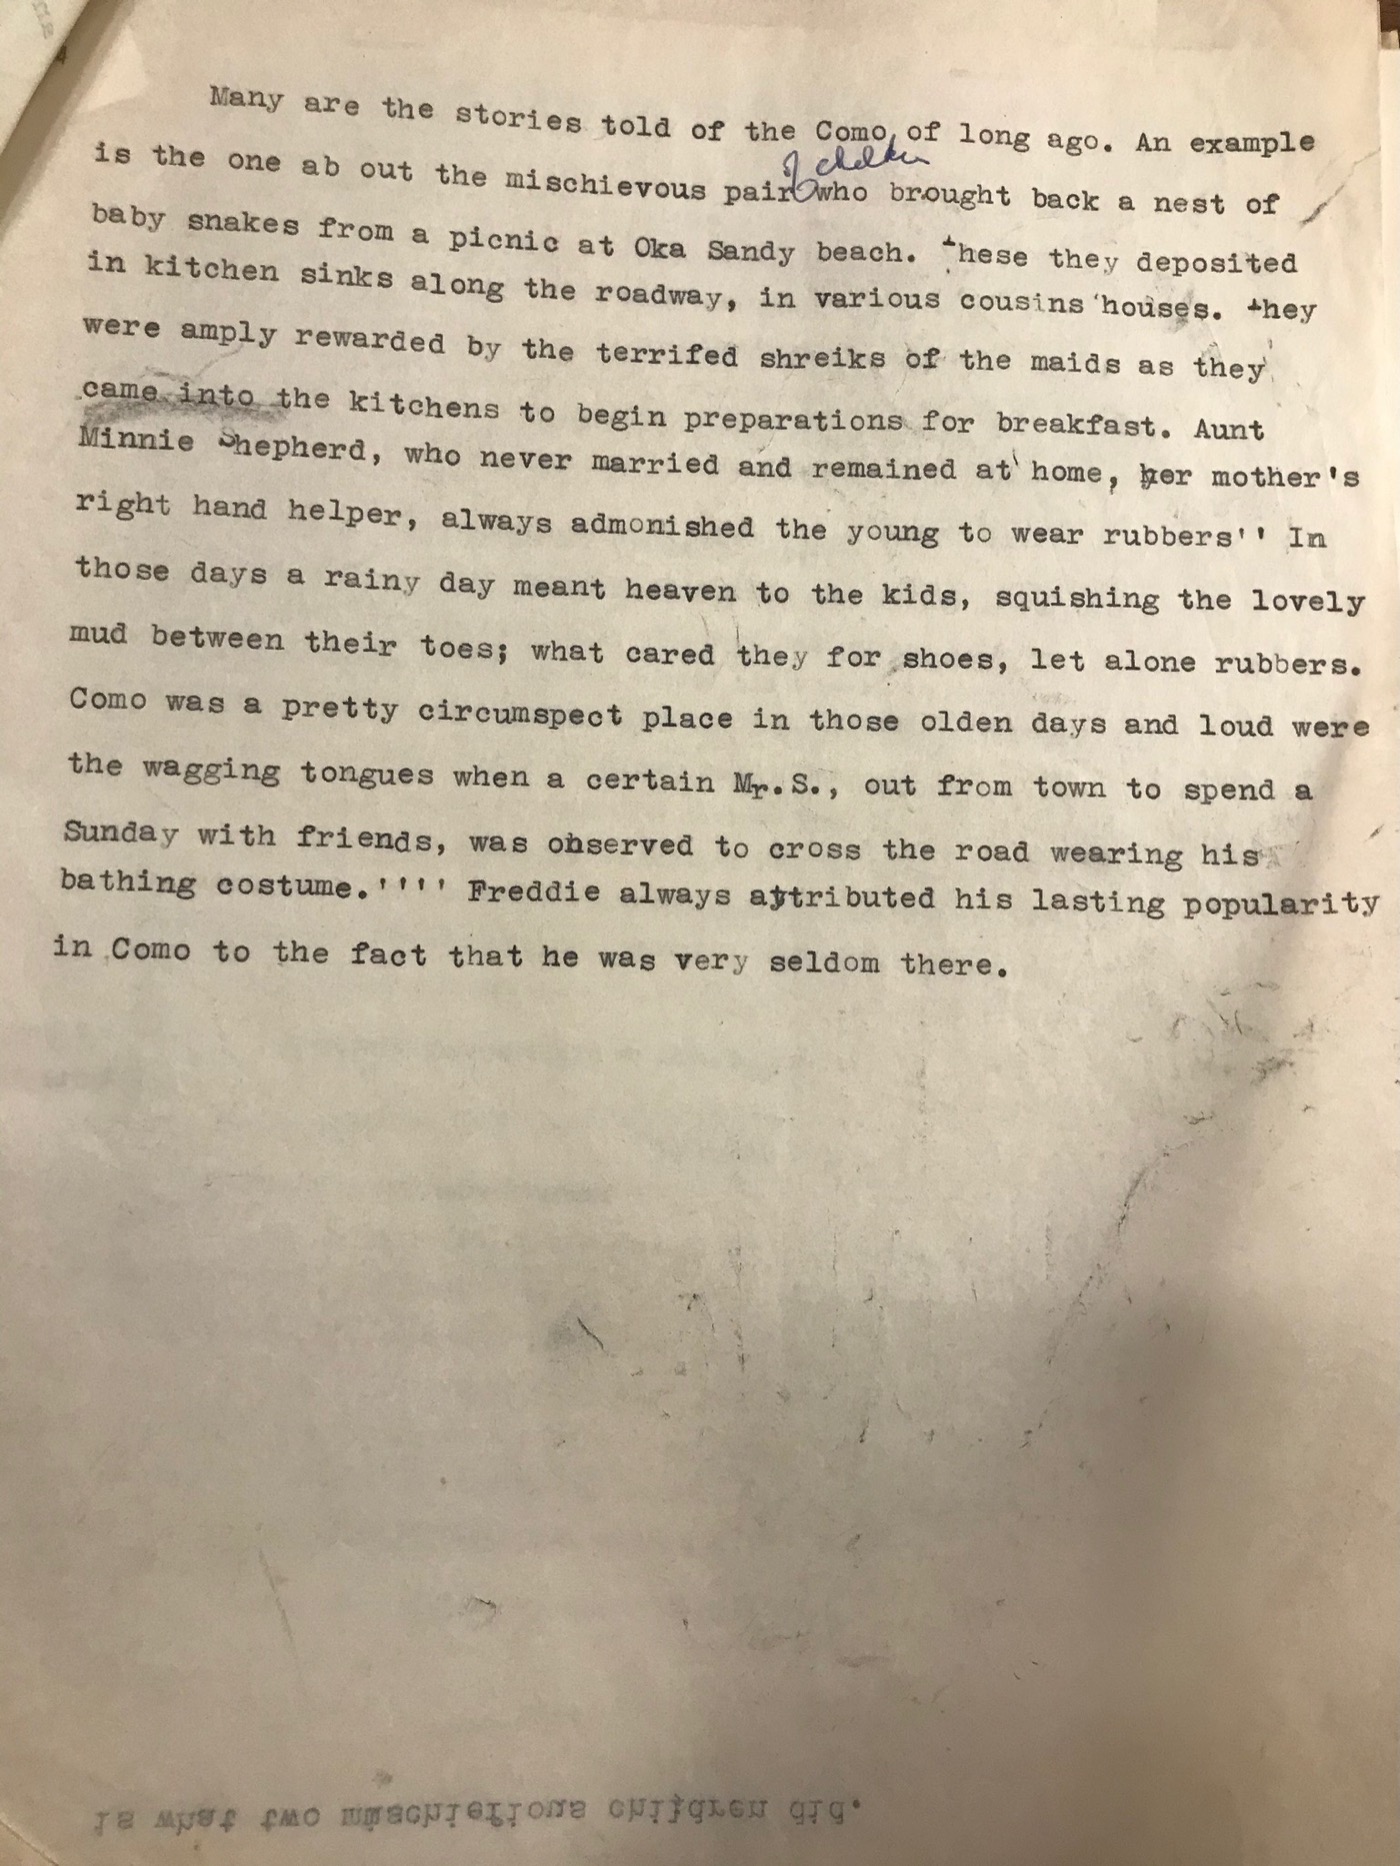 Many are the stories told of the Como, of long ago. An example
of children
is the one ab out the mischievous pair who brought back a nest of
baby snakes from a picnic at Oka Sandy beach. These they deposited
in kitchen sinks along the roadway, in various cousins 'houses. They
were amply rewarded by the terrifed shreiks of the maids as they
came into the kitchens to begin preparations for breakfast. Aunt
Minnie Shepherd, who never married and remained at home, her mother's
right hand helper, always admonished the young to wear rubbers'' In
those days a rainy day meant heaven to the kids, squishing the lovely
mud between their toes; what cared they for shoes, let alone rubbers.
Como was a pretty circumspect place in those olden days and loud were
the wagging tongues when a certain Mr.S., out from town to spend a
Sunday with friends, was observed to cross the road wearing his
bathing costume.'''' Freddie always attributed his lasting popularity
in Como to the fact that he was very seldom there.
is what two mischiefious children did.